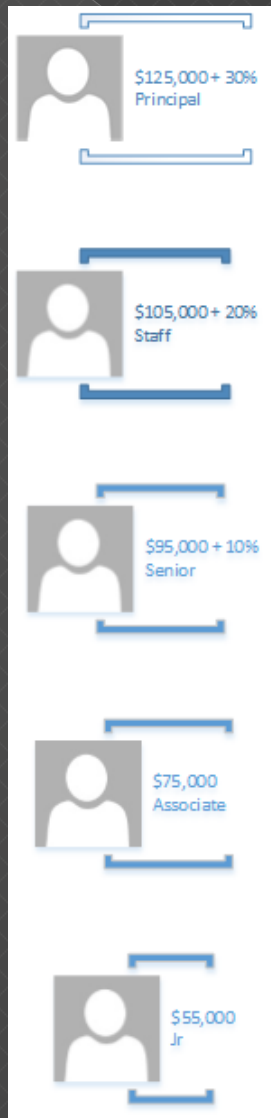 $125,000 + 30%
Principal
$105,000 + 20%
Staff
$95,000 + 10%
Senior
$75,000
Associate
$55,000
Jr